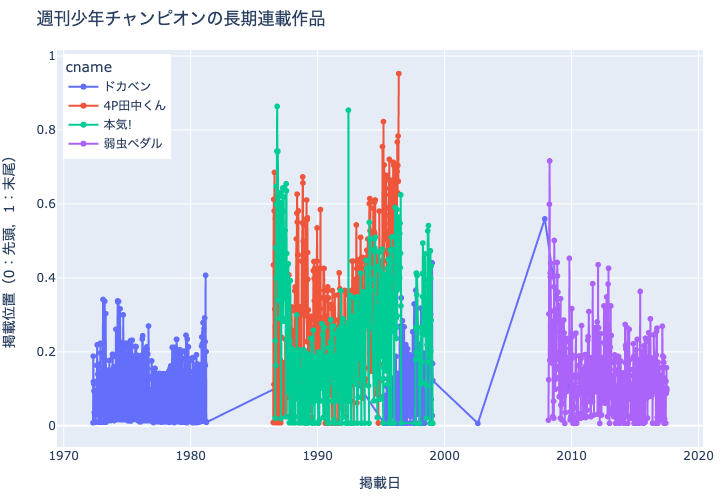 週刊少年チャンピオンの長期連載作品
cname
ドカベン
4P田中くん
本気!
弱虫ペダル
1
0.8
0.6
0.4
0.2
0
掲載位置（0：先頭，1：末尾）
1970
1980
1990
2000
2010
2020
掲載日